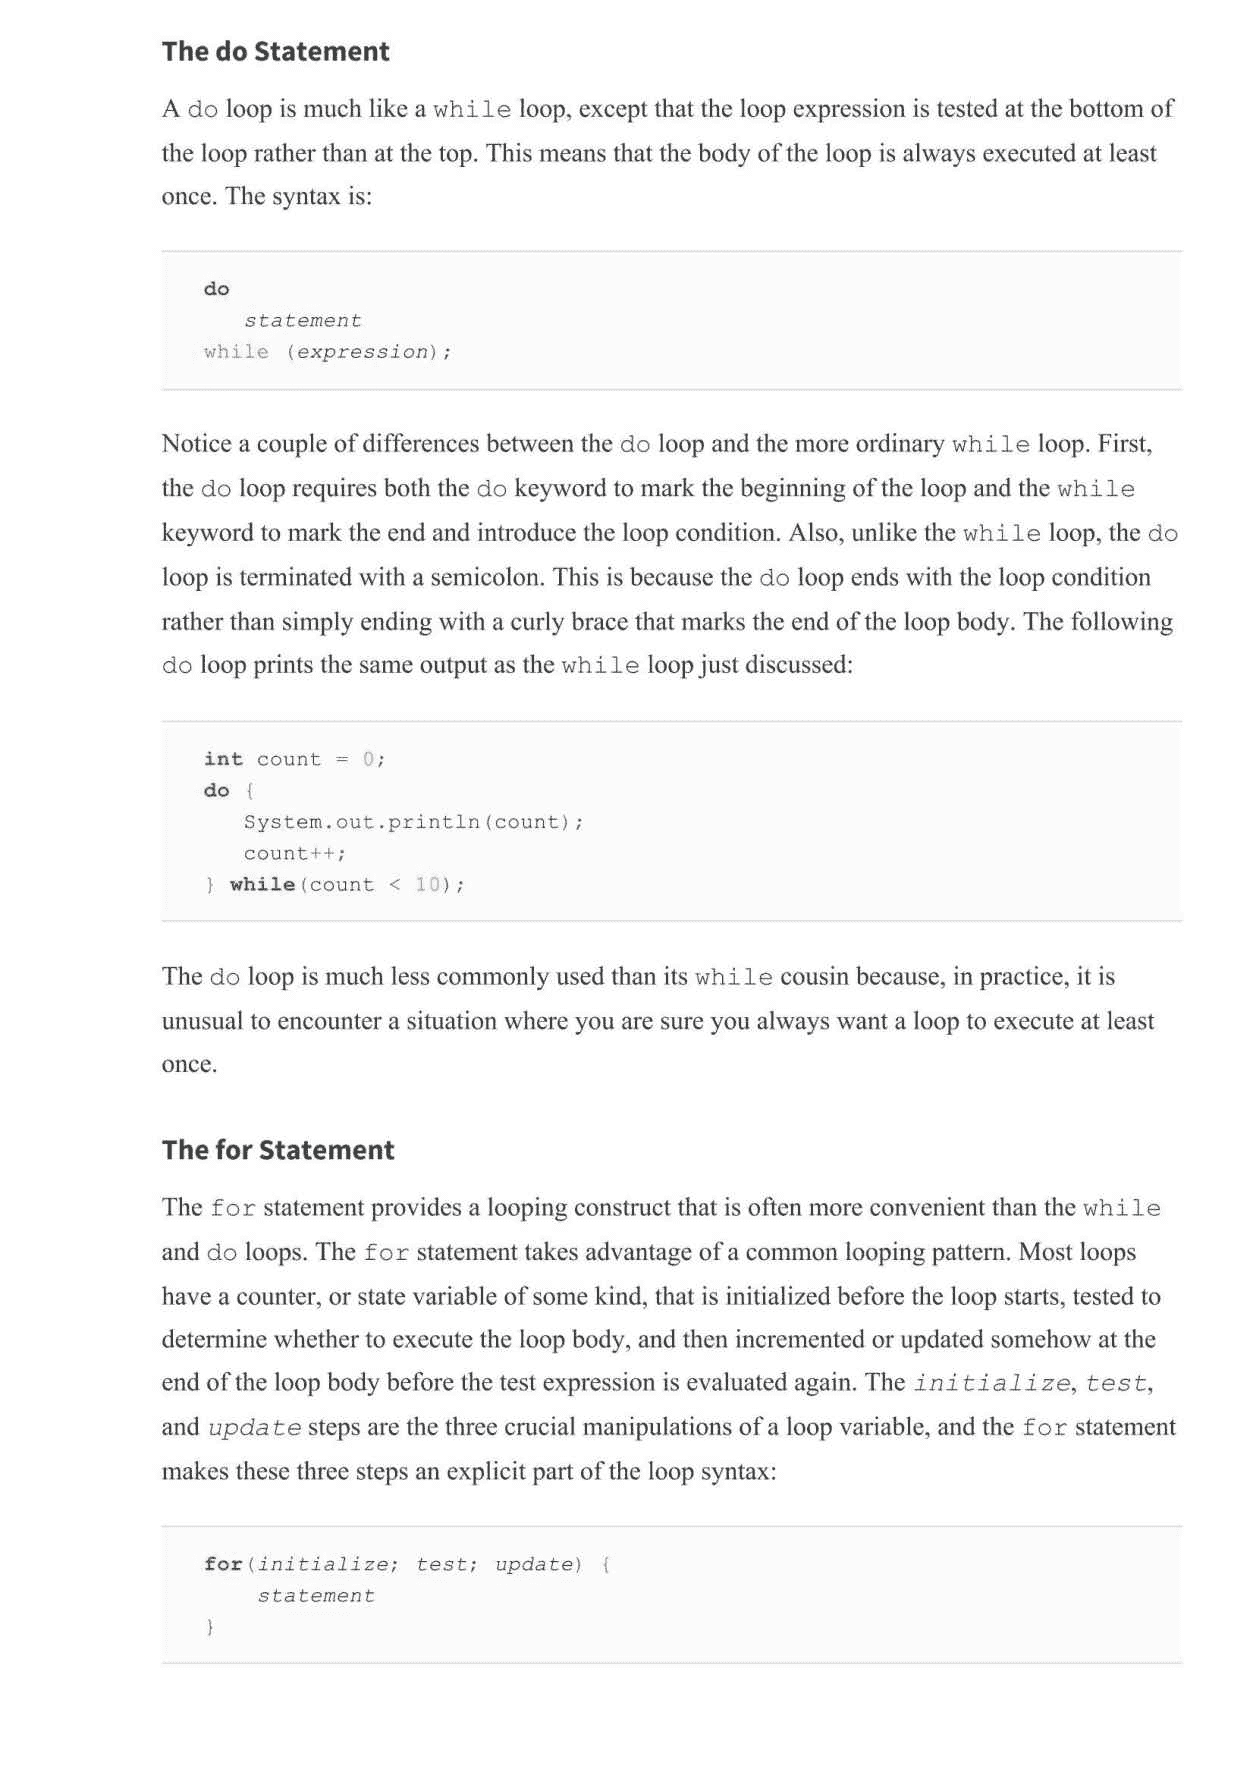 The do Statement
A do loop is much like a while loop, except that the loop expression is tested at the bottom of
the loop rather than at the top. This means that the body of the loop is always executed at least
once. The syntax is:
do
   statement
while (expression);
Notice a couple of differences between the do loop and the more ordinary while loop. First,
the do loop requires both the do keyword to mark the beginning of the loop and the while
keyword to mark the end and introduce the loop condition. Also, unlike the while loop, the do
loop is terminated with a semicolon. This is because the do loop ends with the loop condition
rather than simply ending with a curly brace that marks the end of the loop body. The following
do loop prints the same output as the while loop just discussed:
int count = 0;
do {
   System.out.println(count);
   count++;
} while(count < 10);
The do loop is much less commonly used than its while cousin because, in practice, it is
unusual to encounter a situation where you are sure you always want a loop to execute at least
once.
The for Statement
The for statement provides a looping construct that is often more convenient than the while
and do loops. The for statement takes advantage of a common looping pattern. Most loops
have a counter, or state variable of some kind, that is initialized before the loop starts, tested to
determine whether to execute the loop body, and then incremented or updated somehow at the
end of the loop body before the test expression is evaluated again. The initialize, test,
and update steps are the three crucial manipulations of a loop variable, and the for statement
makes these three steps an explicit part of the loop syntax:
for(initialize; test; update) {
    statement
}